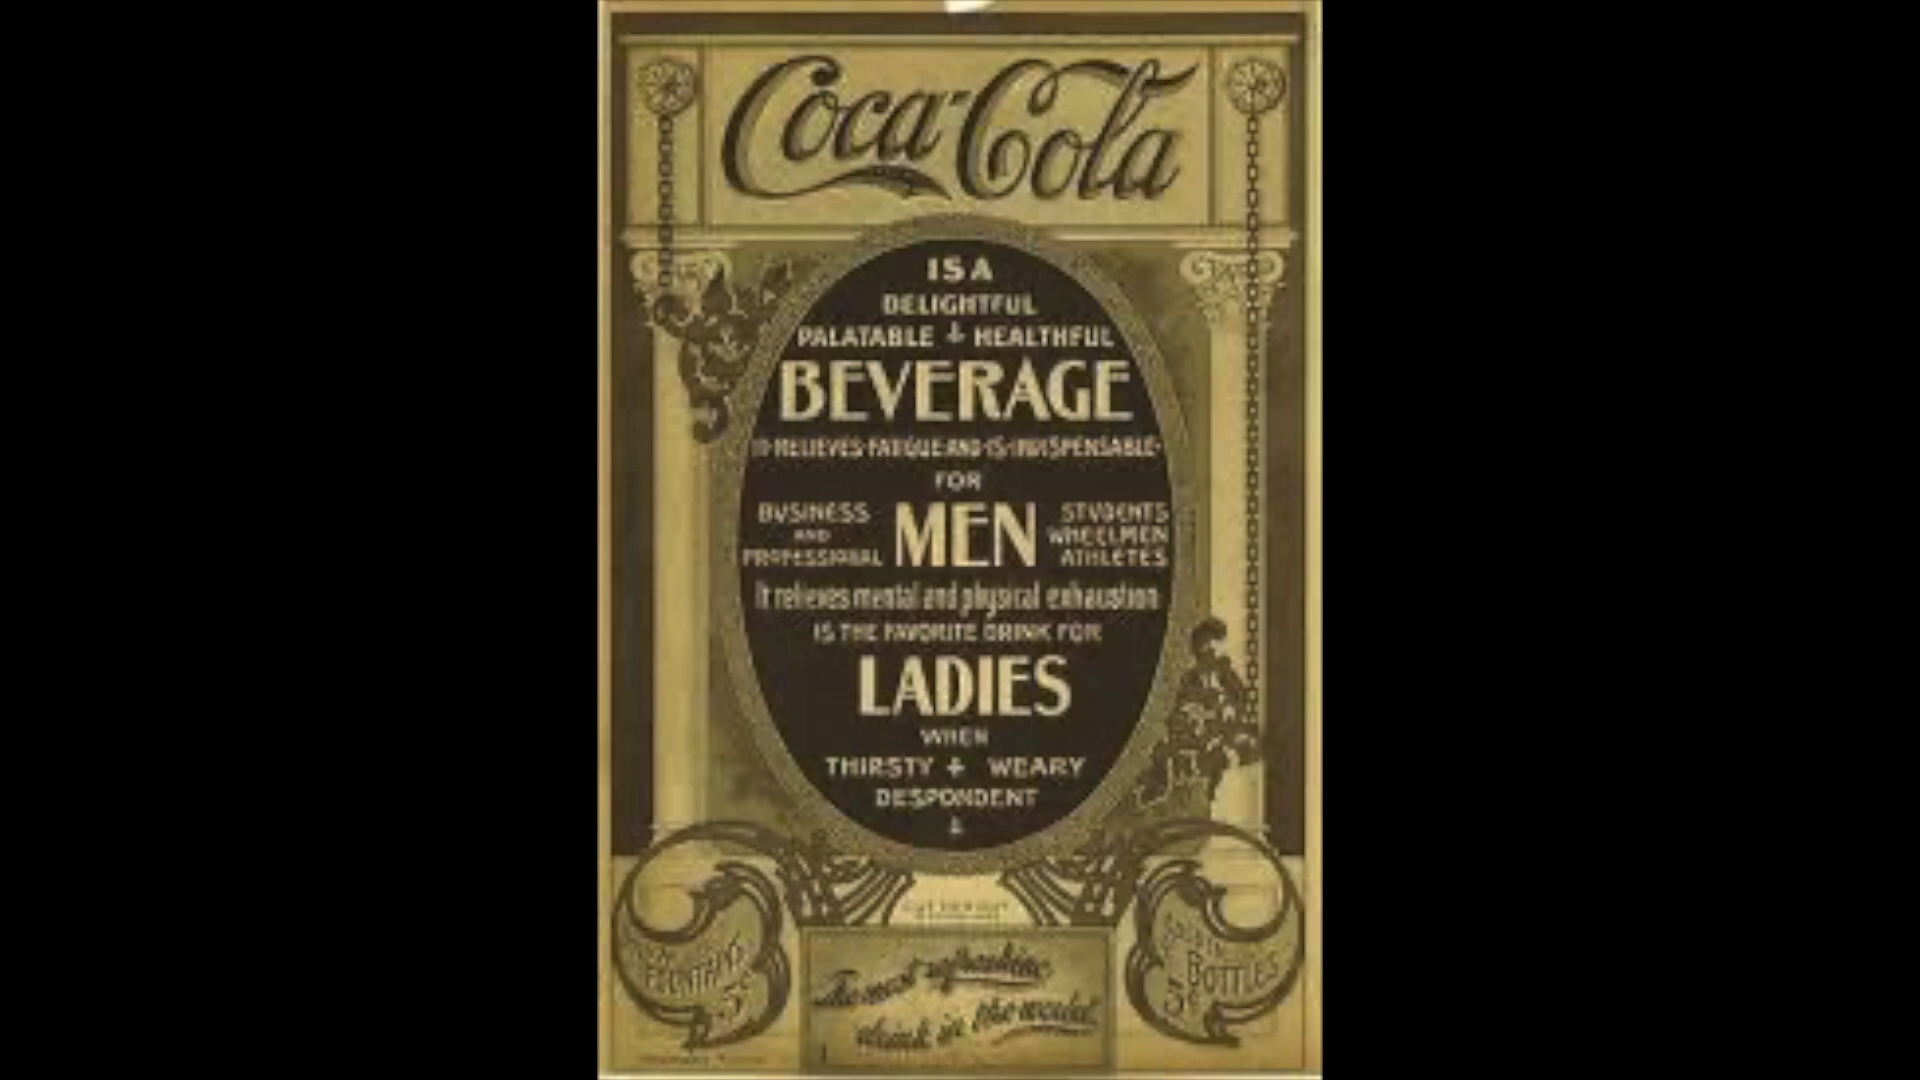 Coca-Cola
IS A
DELIGHTFUL
PALATABLE & HEALTHFUL
BEVERAGE
IT·RELIEVES·FATIGUE·AND·IS·INDISPENSABLE·
FOR
BUSINESS AND PROFESSIONAL MEN STUDENTS WHEELMEN ATHLETES
It relieves mental and physical exhaustion
IS THE FAVORITE DRINK FOR
LADIES
WHEN
THIRSTY & WEARY
DESPONDENT
FOUNTAINS
5¢
BOTTLES
5¢
The most refreshing
drink in the world.